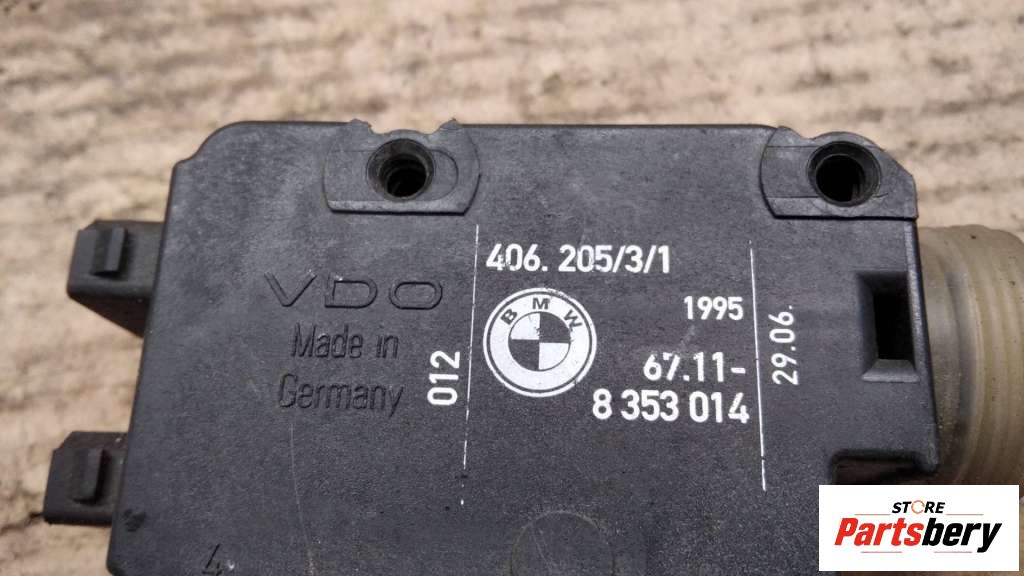 406. 205/3/1
VDO
Made in
Germany
012
BMW
1995
67.11-
8 353 014
29.06.
4
STORE
Partsbery